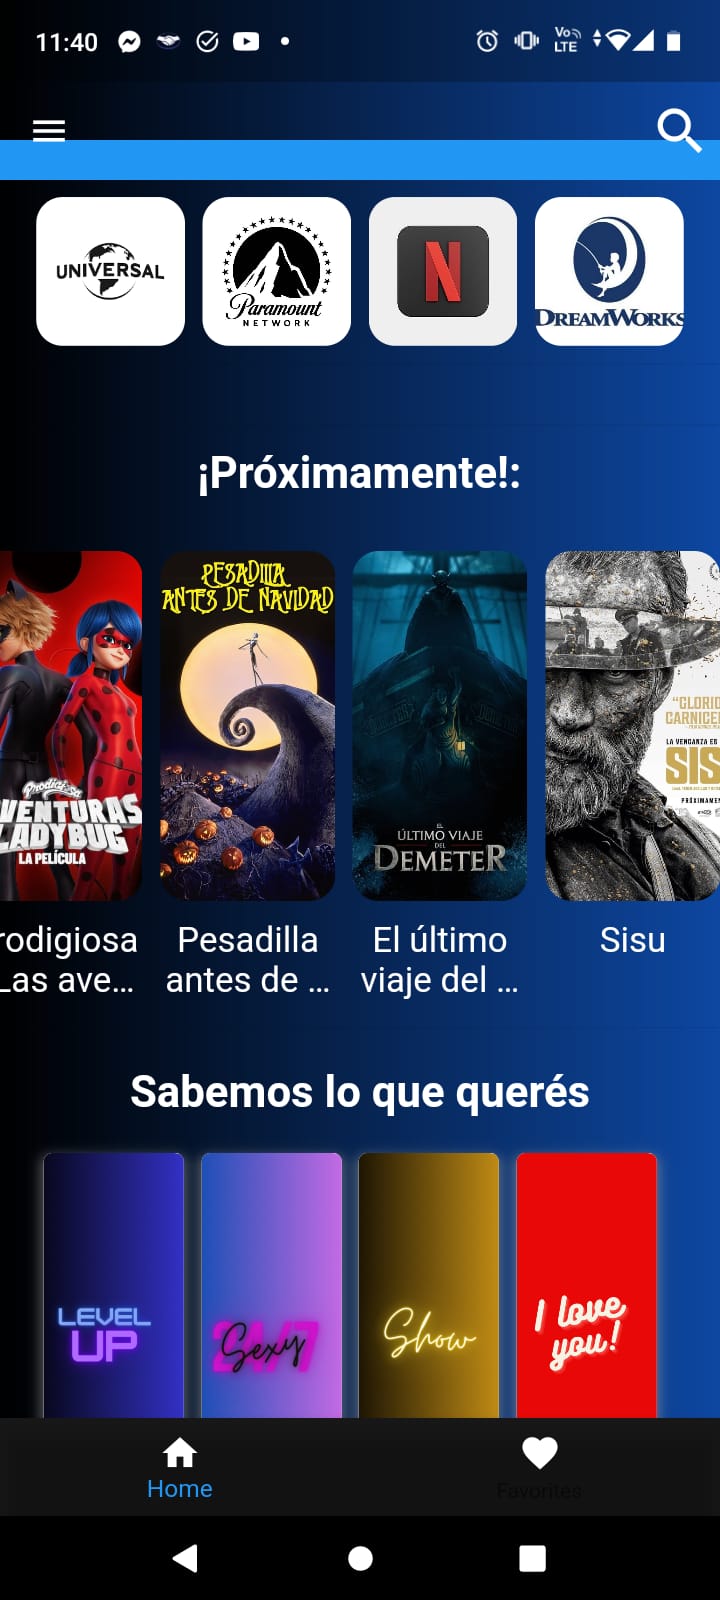 11:40
Vo
LTE
UNIVERSAL
Paramount
NETWORK
N
DREAMWORKS
¡Próximamente!:
Prodigiosa
VENTURAS
LADYBUG
LA PELÍCULA
PESADILLA
ANTES DE NAVIDAD
EL
ÚLTIMO VIAJE
DEL
DEMETER
“GLORIO
CARNICE
LA VENGANZA ES
SIS
PRÓXIMAMEN
rodigiosa
Las ave...
Pesadilla
antes de ...
El último
viaje del ...
Sisu
Sabemos lo que querés
LEVEL
UP
24/7
Sexy
Show
I love
you!
Home
Favorites